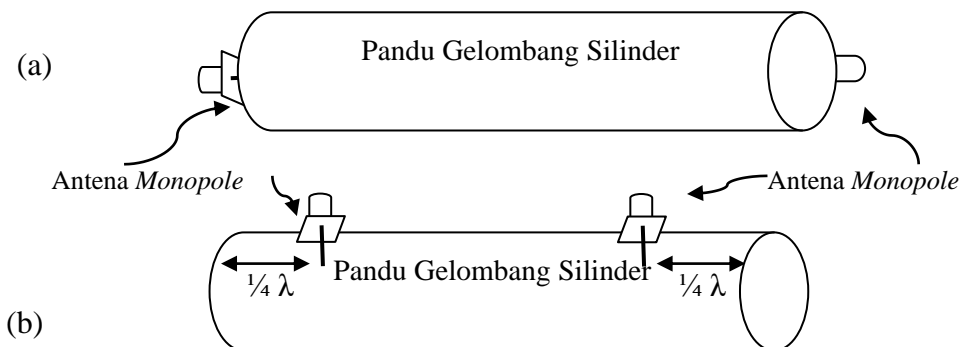 (a)
Pandu Gelombang Silinder
Antena Monopole
Antena Monopole
¼ λ
Pandu Gelombang Silinder
¼ λ
(b)